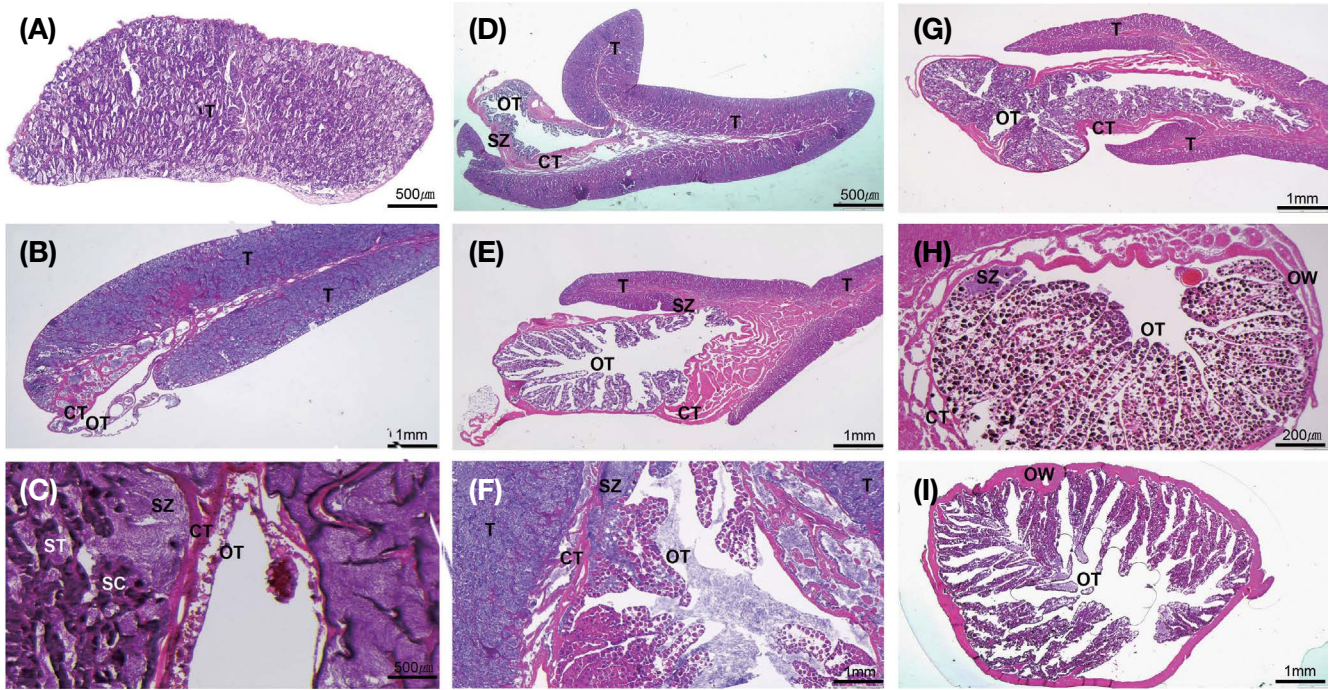 (A)
T
500㎛
(B)
T
T
CT
OT
1mm
(C)
SZ
CT
OT
ST
SC
500㎛
(D)
T
OT
T
SZ
CT
500㎛
(E)
T
T
SZ
OT
CT
1mm
(F)
SZ
T
T
OT
CT
1mm
(G)
T
OT
CT
T
1mm
(H)
SZ
OW
OT
CT
200㎛
(I)
OW
OT
1mm